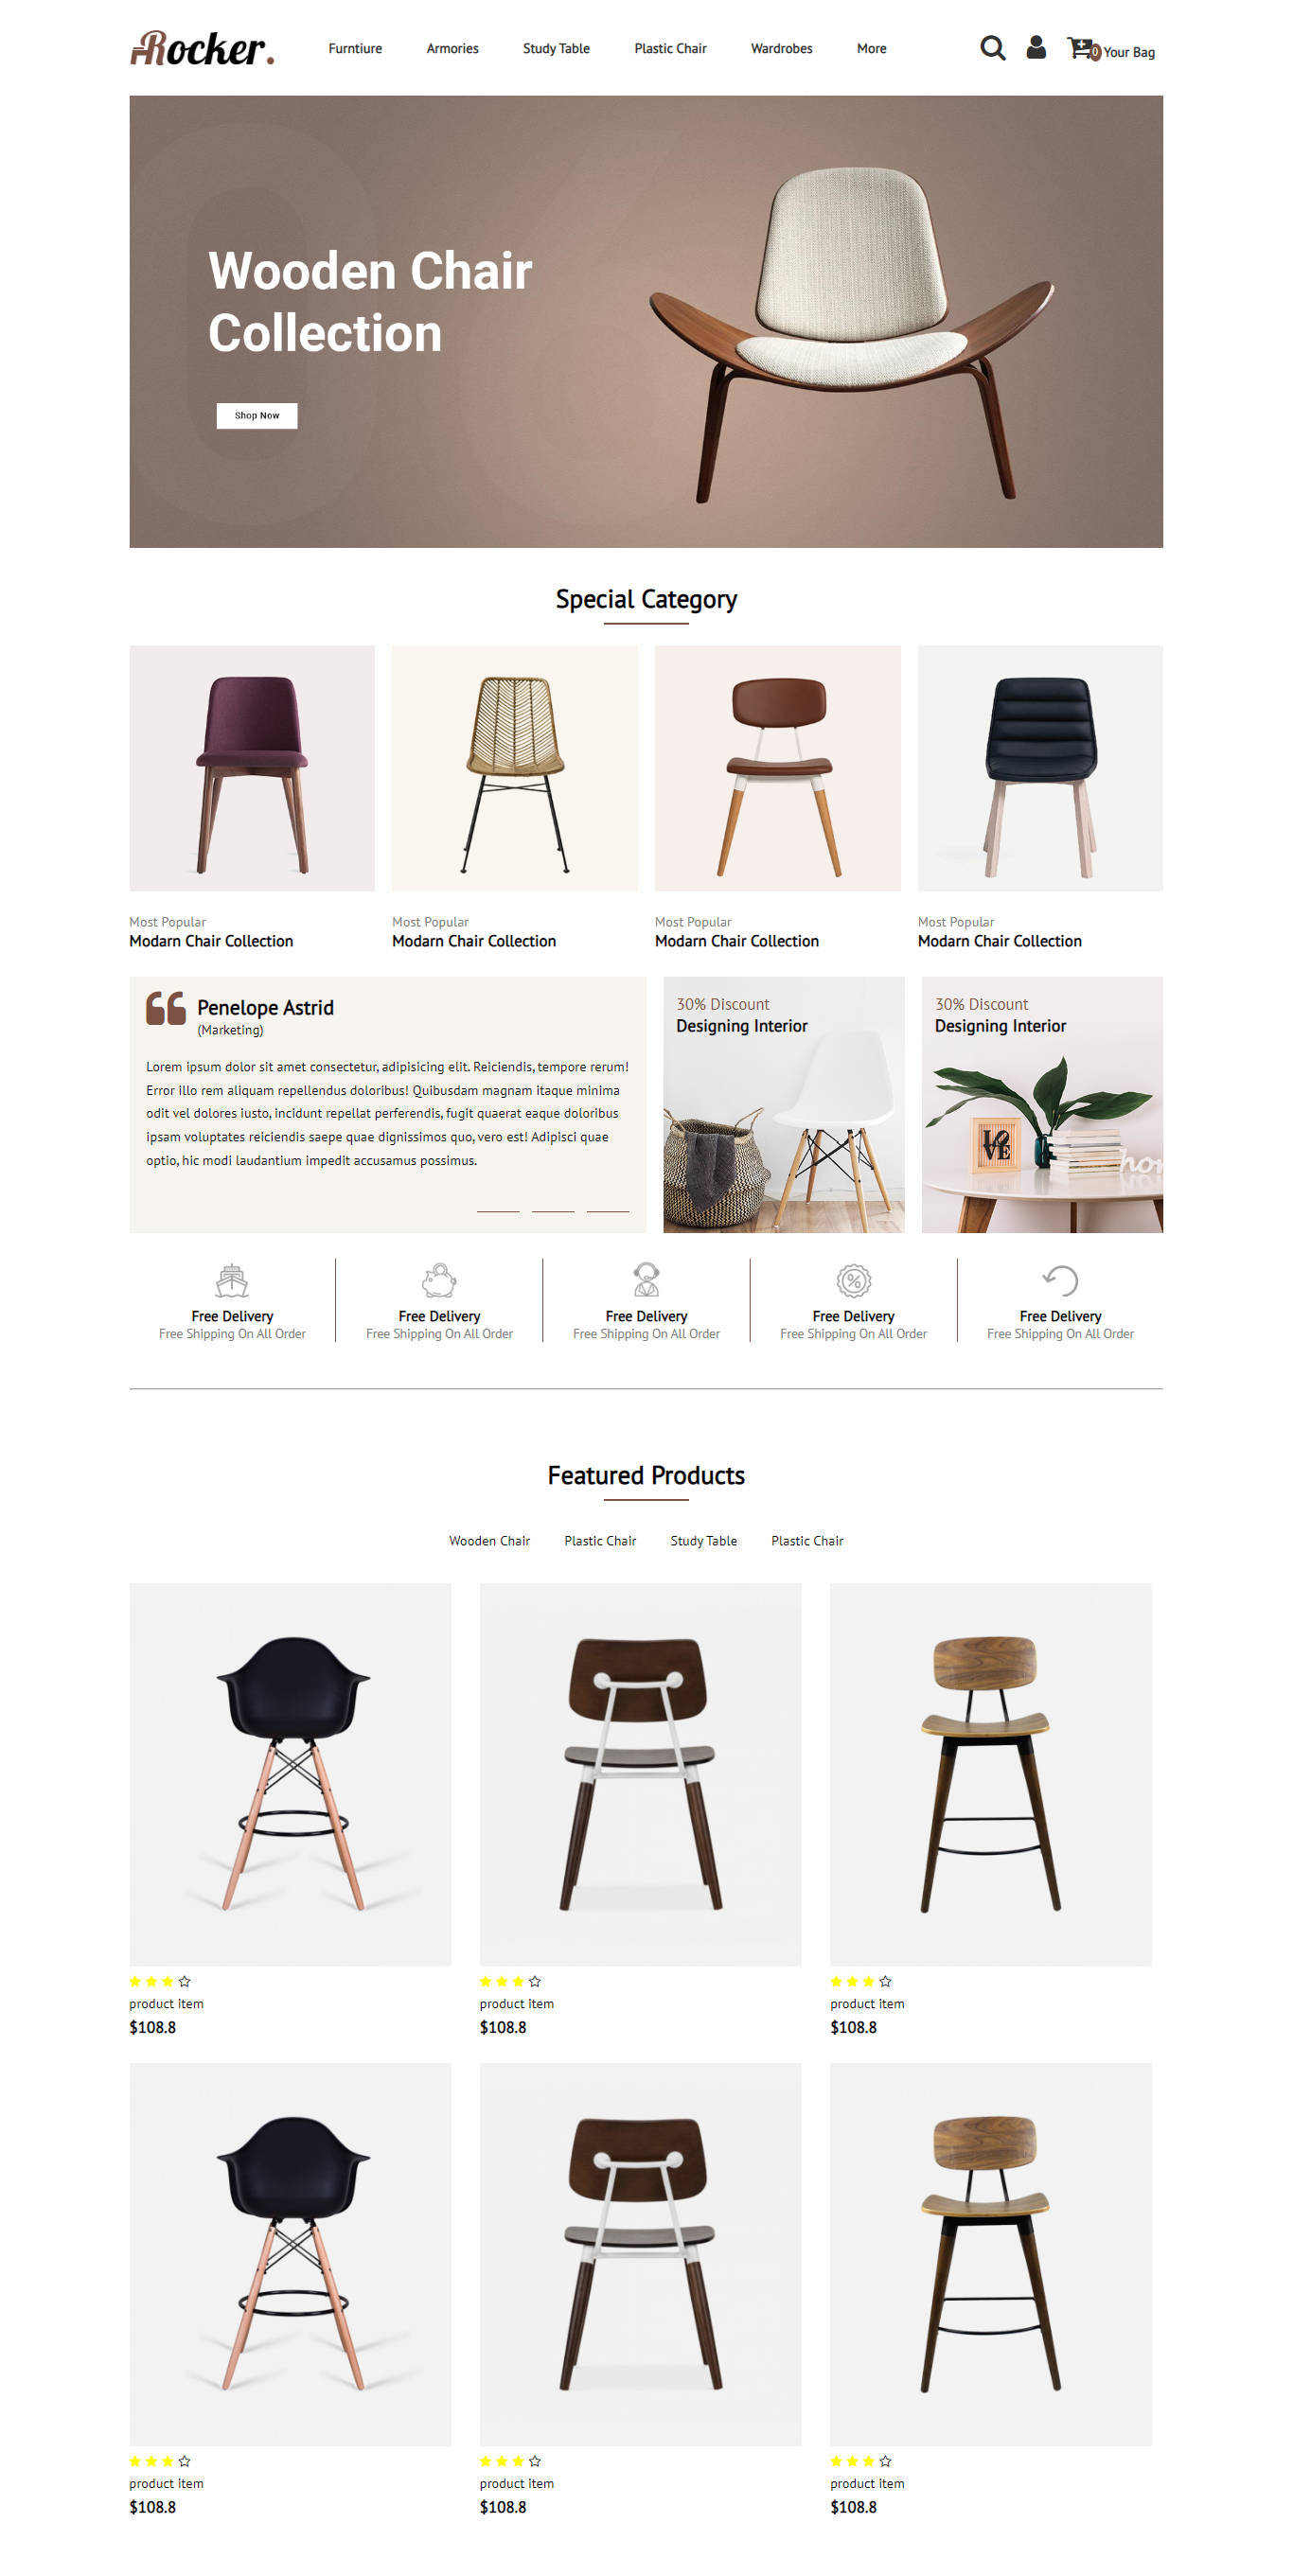 Rocker.
Furntiure
Armories
Study Table
Plastic Chair
Wardrobes
More
0
Your Bag
Wooden Chair
Collection
Shop Now
Special Category
Most Popular
Modarn Chair Collection
Most Popular
Modarn Chair Collection
Most Popular
Modarn Chair Collection
Most Popular
Modarn Chair Collection
Penelope Astrid
(Marketing)
Lorem ipsum dolor sit amet consectetur, adipisicing elit. Reiciendis, tempore rerum!
Error illo rem aliquam repellendus doloribus! Quibusdam magnam itaque minima
odit vel dolores iusto, incidunt repellat perferendis, fugit quaerat eaque doloribus
ipsam voluptates reiciendis saepe quae dignissimos quo, vero est! Adipisci quae
optio, hic modi laudantium impedit accusamus possimus.
30% Discount
Designing Interior
30% Discount
Designing Interior
LO
VE
hom
Free Delivery
Free Shipping On All Order
Free Delivery
Free Shipping On All Order
Free Delivery
Free Shipping On All Order
Free Delivery
Free Shipping On All Order
Free Delivery
Free Shipping On All Order
Featured Products
Wooden Chair
Plastic Chair
Study Table
Plastic Chair
product item
$108.8
product item
$108.8
product item
$108.8
product item
$108.8
product item
$108.8
product item
$108.8